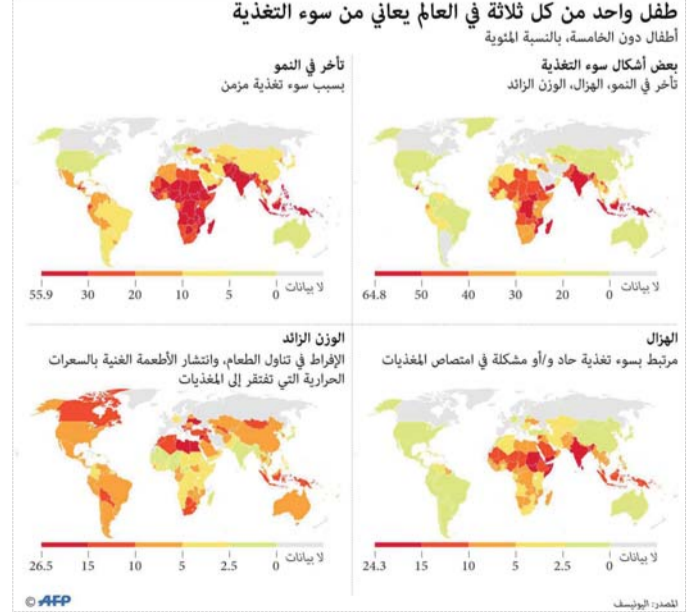 طفل واحد من كل ثلاثة في العالم يعاني من سوء التغذية
أطفال دون الخامسة، بالنسبة المئوية
بعض أشكال سوء التغذية
تأخر في النمو، الهزال، الوزن الزائد
64.8 50 40 30 20 0 لا بيانات
تأخر في النمو
بسبب سوء تغذية مزمن
55.9 30 20 10 5 0 لا بيانات
الهزال
مرتبط بسوء تغذية حاد و/أو مشكلة في امتصاص المغذيات
24.3 15 10 5 2.5 0 لا بيانات
الوزن الزائد
الإفراط في تناول الطعام، وانتشار الأطعمة الغنية بالسعرات
الحرارية التي تفتقر إلى المغذيات
26.5 15 10 5 2.5 0 لا بيانات
المصدر: اليونيسف
© AFP